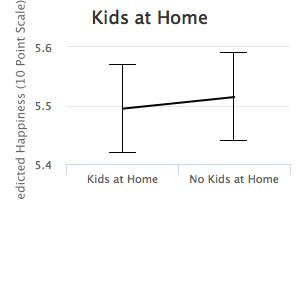 Kids at Home
edicted Happiness (10 Point Scale)
5.6
5.5
5.4
Kids at Home
No Kids at Home